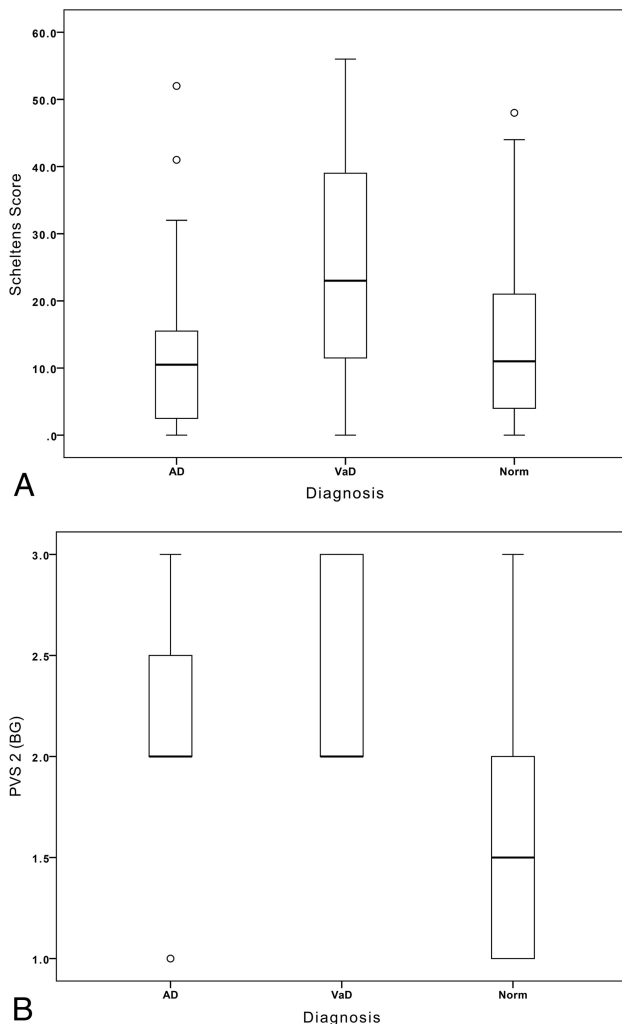 60.0
50.0
40.0
30.0
20.0
10.0
.0
Scheltens Score
AD VaD Norm
Diagnosis
A
3.0
2.5
2.0
1.5
1.0
PVS 2 (BG)
AD VaD Norm
Diagnosis
B